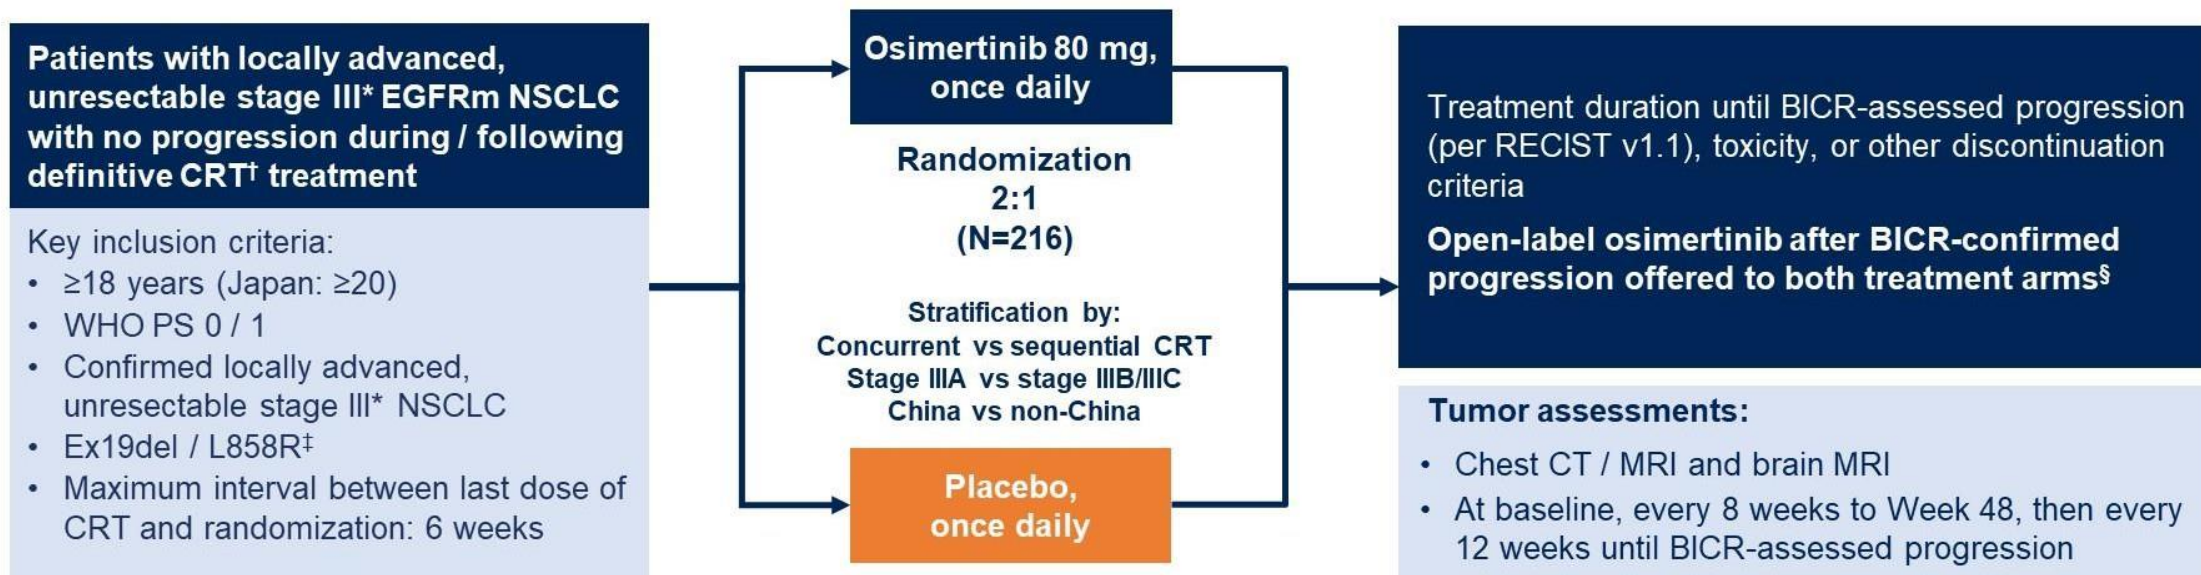 Patients with locally advanced,
unresectable stage III* EGFRm NSCLC
with no progression during / following
definitive CRT† treatment
Key inclusion criteria:
• ≥18 years (Japan: ≥20)
• WHO PS 0 / 1
• Confirmed locally advanced,
unresectable stage III* NSCLC
• Ex19del / L858R‡
• Maximum interval between last dose of
CRT and randomization: 6 weeks
Osimertinib 80 mg,
once daily
Randomization
2:1
(N=216)
Stratification by:
Concurrent vs sequential CRT
Stage IIIA vs stage IIIB/IIIC
China vs non-China
Placebo,
once daily
Treatment duration until BICR-assessed progression
(per RECIST v1.1), toxicity, or other discontinuation
criteria
Open-label osimertinib after BICR-confirmed
progression offered to both treatment arms§
Tumor assessments:
• Chest CT / MRI and brain MRI
• At baseline, every 8 weeks to Week 48, then every
12 weeks until BICR-assessed progression